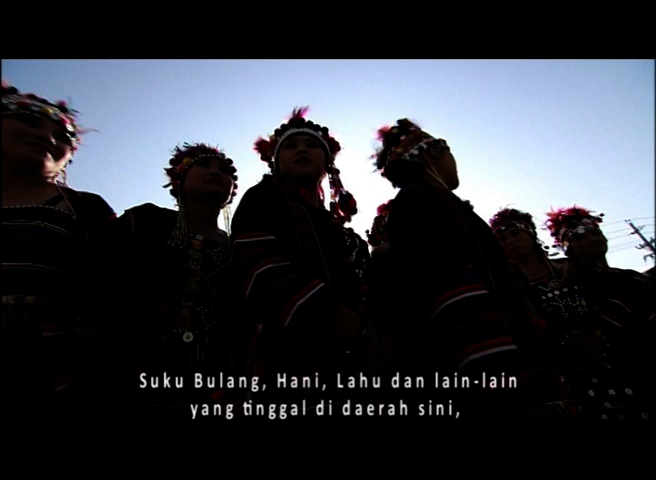 Suku Bulang, Hani, Lahu dan lain-lain
yang tinggal di daerah sini,